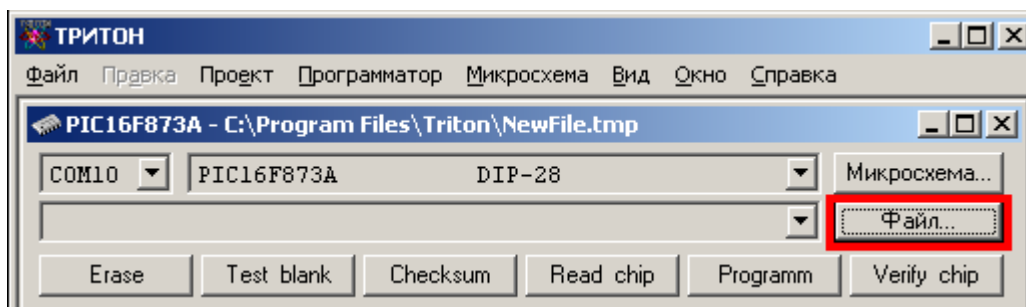 ТРИТОН
Файл Правка Проект Программатор Микросхема Вид Окно Справка
PIC16F873A - C:\Program Files\Triton\NewFile.tmp
COM10 PIC16F873A DIP-28 Микросхема...
Файл...
Erase Test blank Checksum Read chip Programm Verify chip